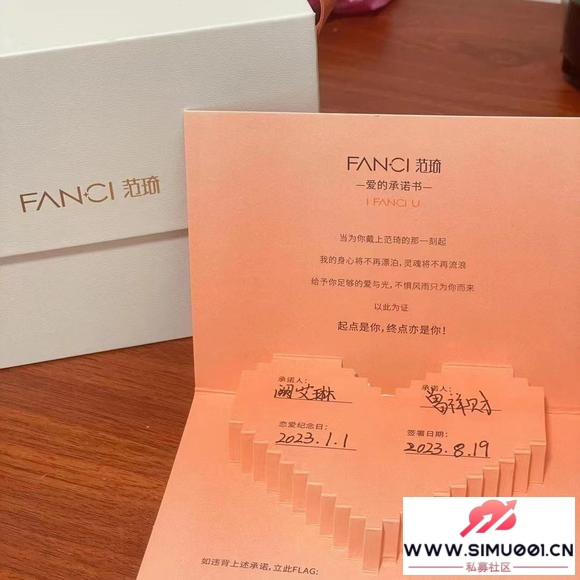 FANCI 范琦
FANCI 范琦
爱的承诺书
I FANCI U
当为你戴上范琦的那一刻起
我的身心将不再漂泊，灵魂将不再流浪
给予你足够的爱与光，不惧风雨只为你而来
以此为证
起点是你，终点亦是你！
承诺人：
阚艾琳
承诺人：
曾祥财
恋爱纪念日：
2023.1.1
签署日期：
2023.8.19
如违背上述承诺，立此FLAG：
WWW.SIMU001.CN
私募社区